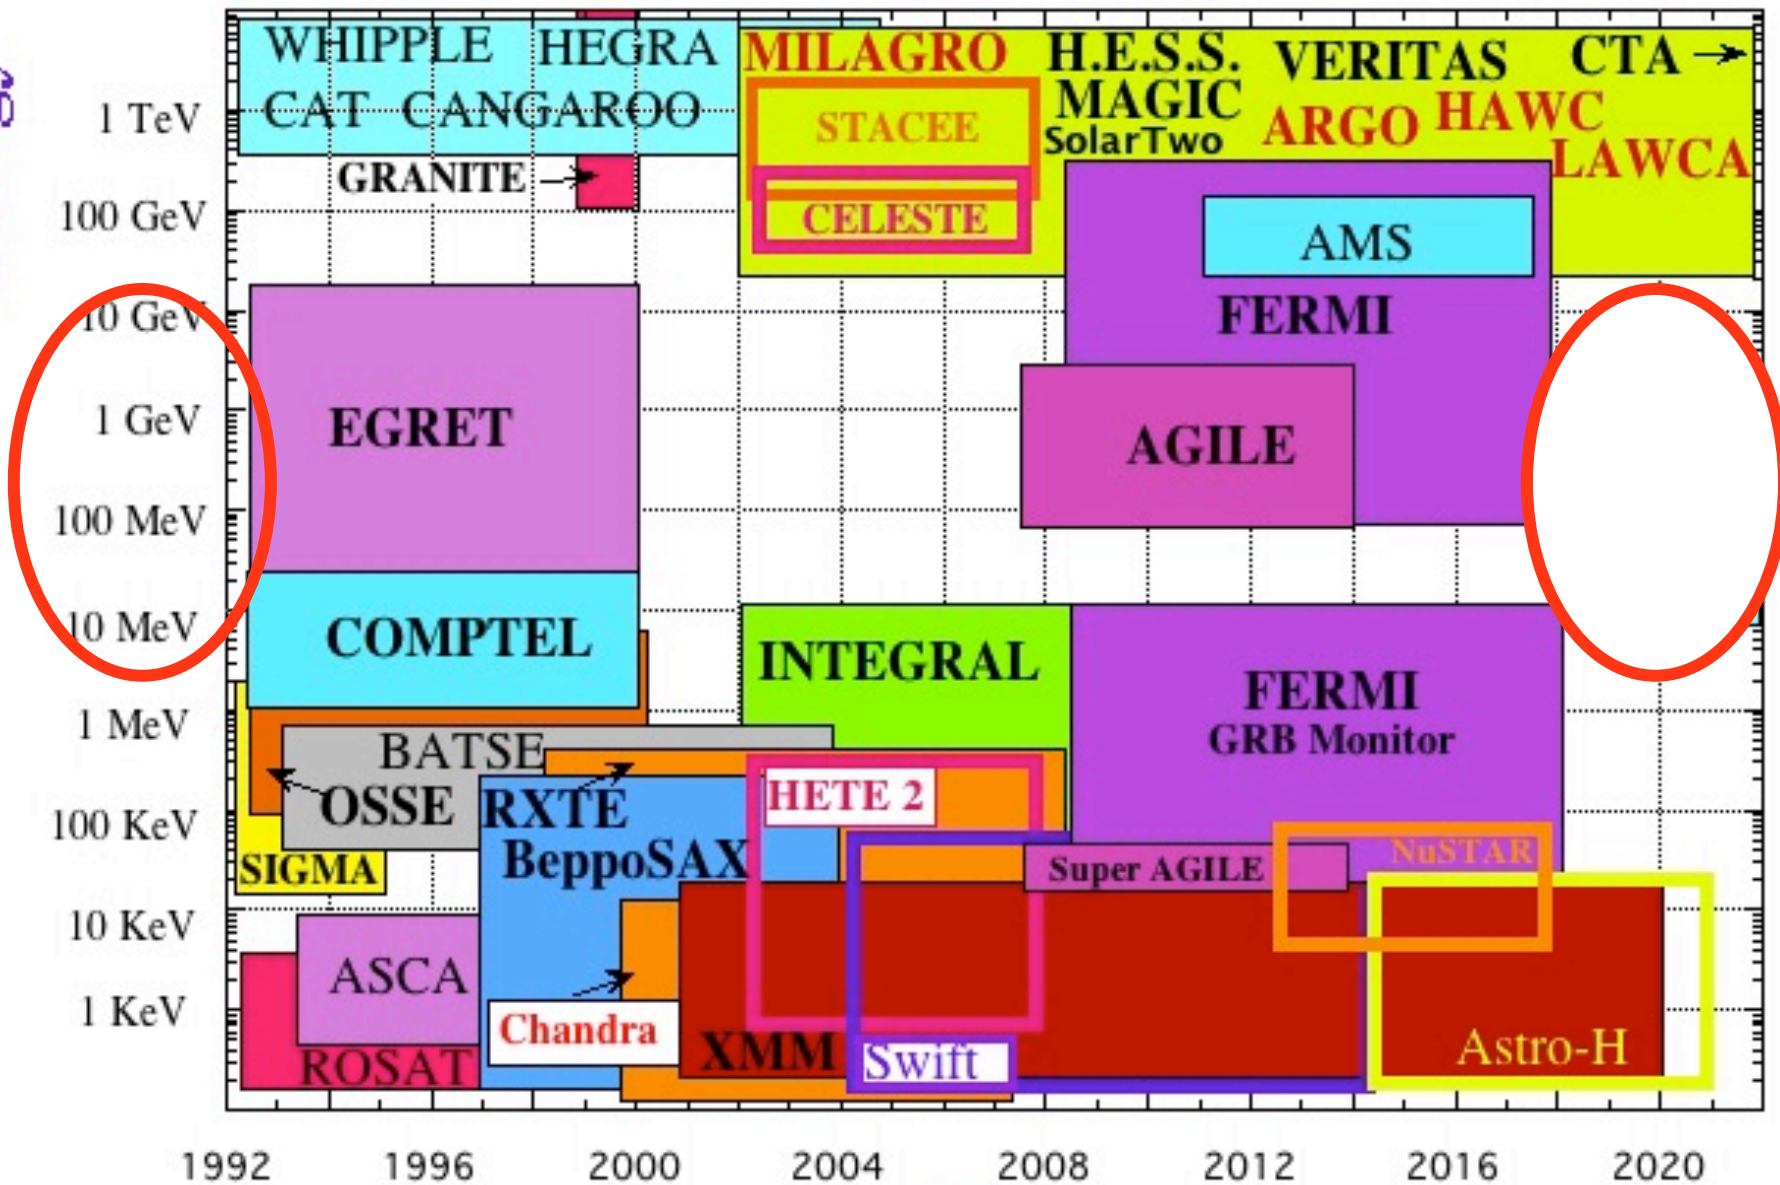 WHIPPLE HEGRA
MILAGRO H.E.S.S. VERITAS CTA
MAGIC
1 TeV CAT CANGAROO STACEE SolarTwo ARGO HAWC
LAWCA
GRANITE
100 GeV CELESTE AMS
10 GeV FERMI
1 GeV EGRET AGILE
100 MeV
10 MeV COMPTEL INTEGRAL FERMI
1 MeV BATSE GRB Monitor
OSSE RXTE HETE 2
100 KeV BeppoSAX NuSTAR
SIGMA Super AGILE
10 KeV
ASCA
1 KeV Chandra
ROSAT XMM Swift Astro-H
1992 1996 2000 2004 2008 2012 2016 2020